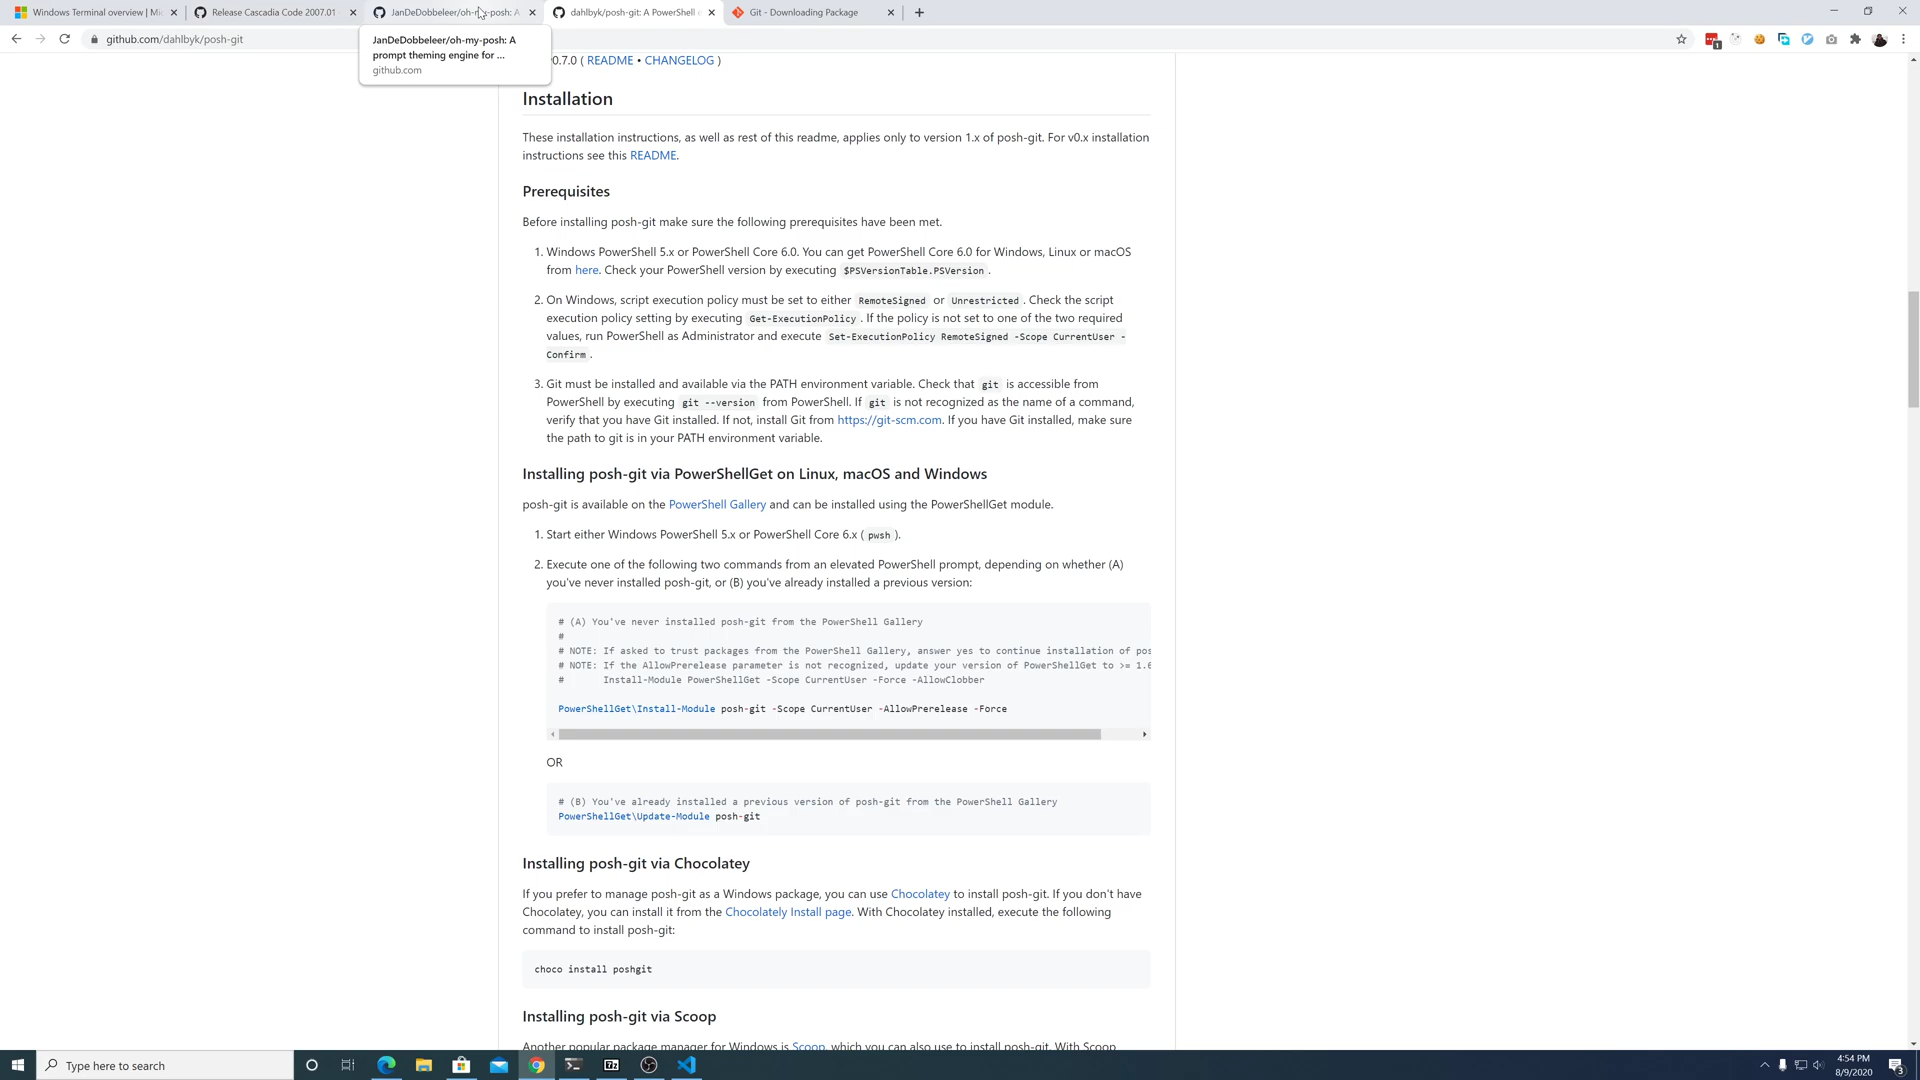 Windows Terminal overview | Mi
Release Cascadia Code 2007.01
JanDeDobbeleer/oh-my-posh: A
dahlbyk/posh-git: A PowerShell e
Git - Downloading Package
github.com/dahlbyk/posh-git
1
JanDeDobbeleer/oh-my-posh: A
prompt theming engine for ...
github.com
v0.7.0 ( README • CHANGELOG )
Installation
These installation instructions, as well as rest of this readme, applies only to version 1.x of posh-git. For v0.x installation
instructions see this README.
Prerequisites
Before installing posh-git make sure the following prerequisites have been met.
1. Windows PowerShell 5.x or PowerShell Core 6.0. You can get PowerShell Core 6.0 for Windows, Linux or macOS
from here. Check your PowerShell version by executing $PSVersionTable.PSVersion.
2. On Windows, script execution policy must be set to either RemoteSigned or Unrestricted. Check the script
execution policy setting by executing Get-ExecutionPolicy. If the policy is not set to one of the two required
values, run PowerShell as Administrator and execute Set-ExecutionPolicy RemoteSigned -Scope CurrentUser -
Confirm.
3. Git must be installed and available via the PATH environment variable. Check that git is accessible from
PowerShell by executing git --version from PowerShell. If git is not recognized as the name of a command,
verify that you have Git installed. If not, install Git from https://git-scm.com. If you have Git installed, make sure
the path to git is in your PATH environment variable.
Installing posh-git via PowerShellGet on Linux, macOS and Windows
posh-git is available on the PowerShell Gallery and can be installed using the PowerShellGet module.
1. Start either Windows PowerShell 5.x or PowerShell Core 6.x ( pwsh ).
2. Execute one of the following two commands from an elevated PowerShell prompt, depending on whether (A)
you've never installed posh-git, or (B) you've already installed a previous version:
# (A) You've never installed posh-git from the PowerShell Gallery
#
# NOTE: If asked to trust packages from the PowerShell Gallery, answer yes to continue installation of pos
# NOTE: If the AllowPrerelease parameter is not recognized, update your version of PowerShellGet to >= 1.6
# Install-Module PowerShellGet -Scope CurrentUser -Force -AllowClobber
PowerShellGet\Install-Module posh-git -Scope CurrentUser -AllowPrerelease -Force
OR
# (B) You've already installed a previous version of posh-git from the PowerShell Gallery
PowerShellGet\Update-Module posh-git
Installing posh-git via Chocolatey
If you prefer to manage posh-git as a Windows package, you can use Chocolatey to install posh-git. If you don't have
Chocolatey, you can install it from the Chocolately Install page. With Chocolatey installed, execute the following
command to install posh-git:
choco install poshgit
Installing posh-git via Scoop
Another popular package manager for Windows is Scoop, which you can also use to install posh-git. With Scoop
Type here to search
4:54 PM
8/9/2020
3